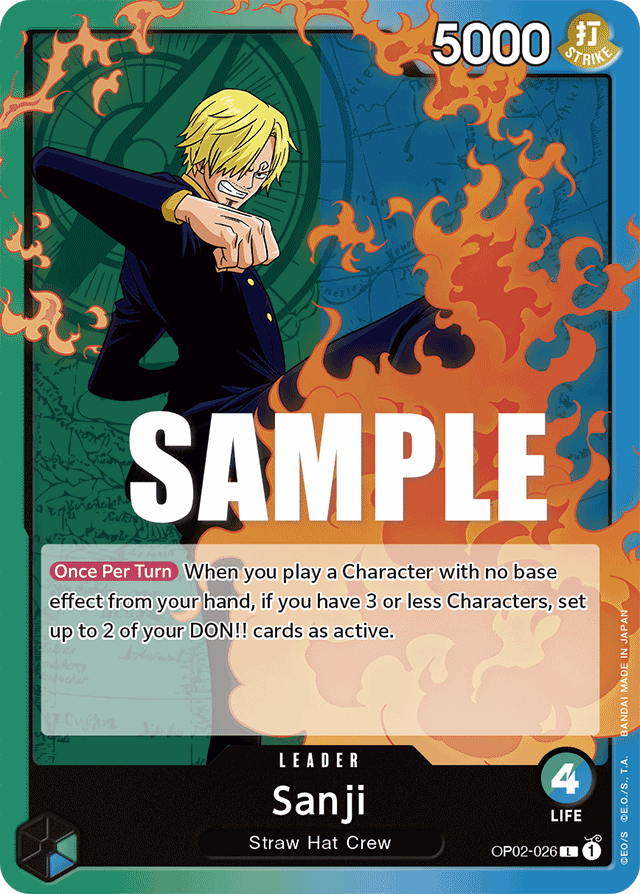 5000
打
STRIKE
SAMPLE
Once Per Turn When you play a Character with no base
effect from your hand, if you have 3 or less Characters, set
up to 2 of your DON!! cards as active.
LEADER
Sanji
Straw Hat Crew
4
LIFE
OP02-026 L 1
©E/S ©E.O./S., T.A. BANDAI MADE IN JAPAN